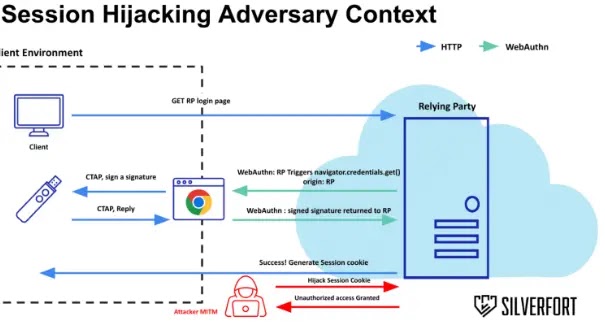 Session Hijacking Adversary Context
HTTP
WebAuthn
lient Environment
Relying Party
GET RP login page
Client
CTAP, sign a signature
WebAuthn: RP Triggers navigator.credentials.get()
origin: RP
CTAP, Reply
WebAuthn : signed signature returned to RP
Success! Generate Session cookie
Hijack Session Cookie
Unauthorized access Granted
Attacker MITM
SILVERFORT